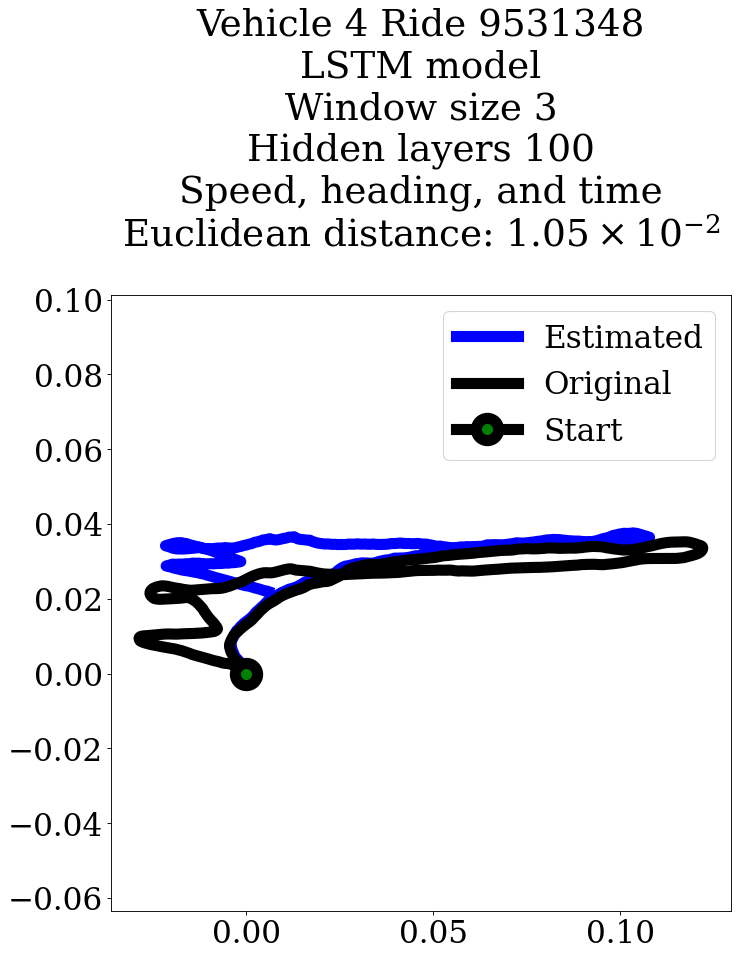 Vehicle 4 Ride 9531348
LSTM model
Window size 3
Hidden layers 100
Speed, heading, and time
Euclidean distance: 1.05 × 10⁻²
0.10
0.08
0.06
0.04
0.02
0.00
−0.02
−0.04
−0.06
Estimated
Original
Start
0.00 0.05 0.10